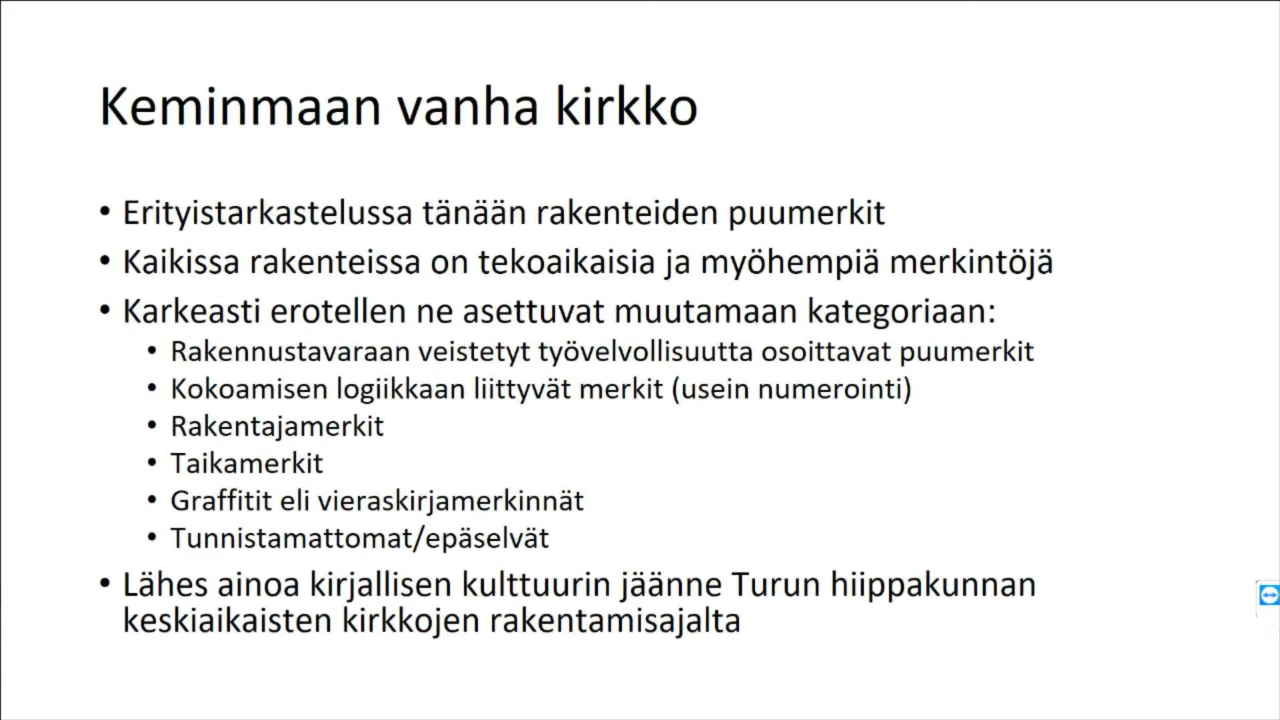 Keminmaan vanha kirkko
• Erityistarkastelussa tänään rakenteiden puumerkit
• Kaikissa rakenteissa on tekoaikaisia ja myöhempiä merkintöjä
• Karkeasti erotellen ne asettuvat muutamaan kategoriaan:
• Rakennustavaraan veistetyt työvelvollisuutta osoittavat puumerkit
• Kokoamisen logiikkaan liittyvät merkit (usein numerointi)
• Rakentajamerkit
• Taikamerkit
• Graffitit eli vieraskirjamerkinnät
• Tunnistamattomat/epäselvät
• Lähes ainoa kirjallisen kulttuurin jäänne Turun hiippakunnan
keskiaikaisten kirkkojen rakentamisajalta